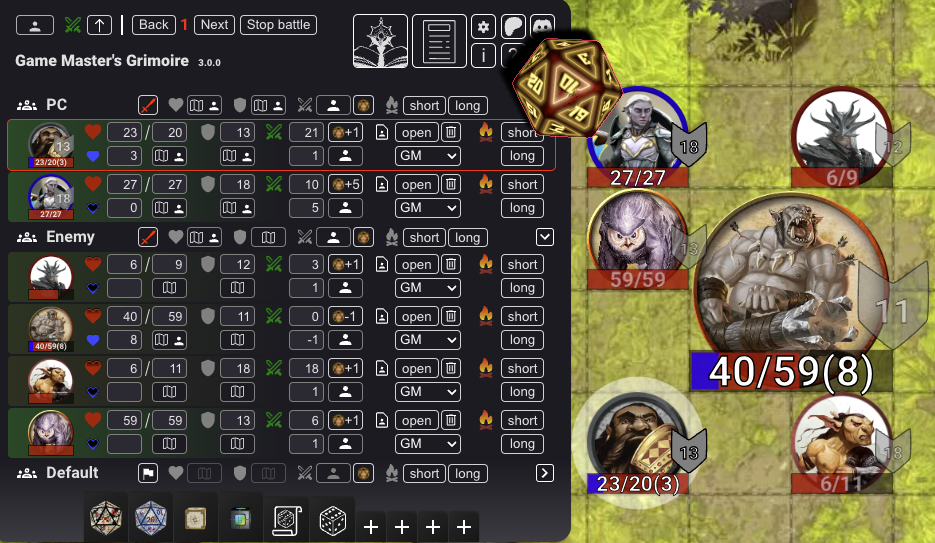 Back 1 Next Stop battle
Game Master's Grimoire 3.0.0
PC short long
13 23 / 20 13 21 +1 open short
23/20(3) 3 1 GM long
18 27 / 27 18 10 +5 open short
27/27 0 5 GM long
Enemy short long
6 / 9 12 3 +1 open short
1 GM long
40 / 59 11 0 -1 open short
40/59(8) 8 -1 GM long
6 / 11 18 18 +1 open short
1 GM long
59 / 59 13 6 +1 open short
1 GM long
Default short long
20 10 19
18
27/27
12
6/9
13
59/59
11
40/59(8)
13
23/20(3)
18
6/11